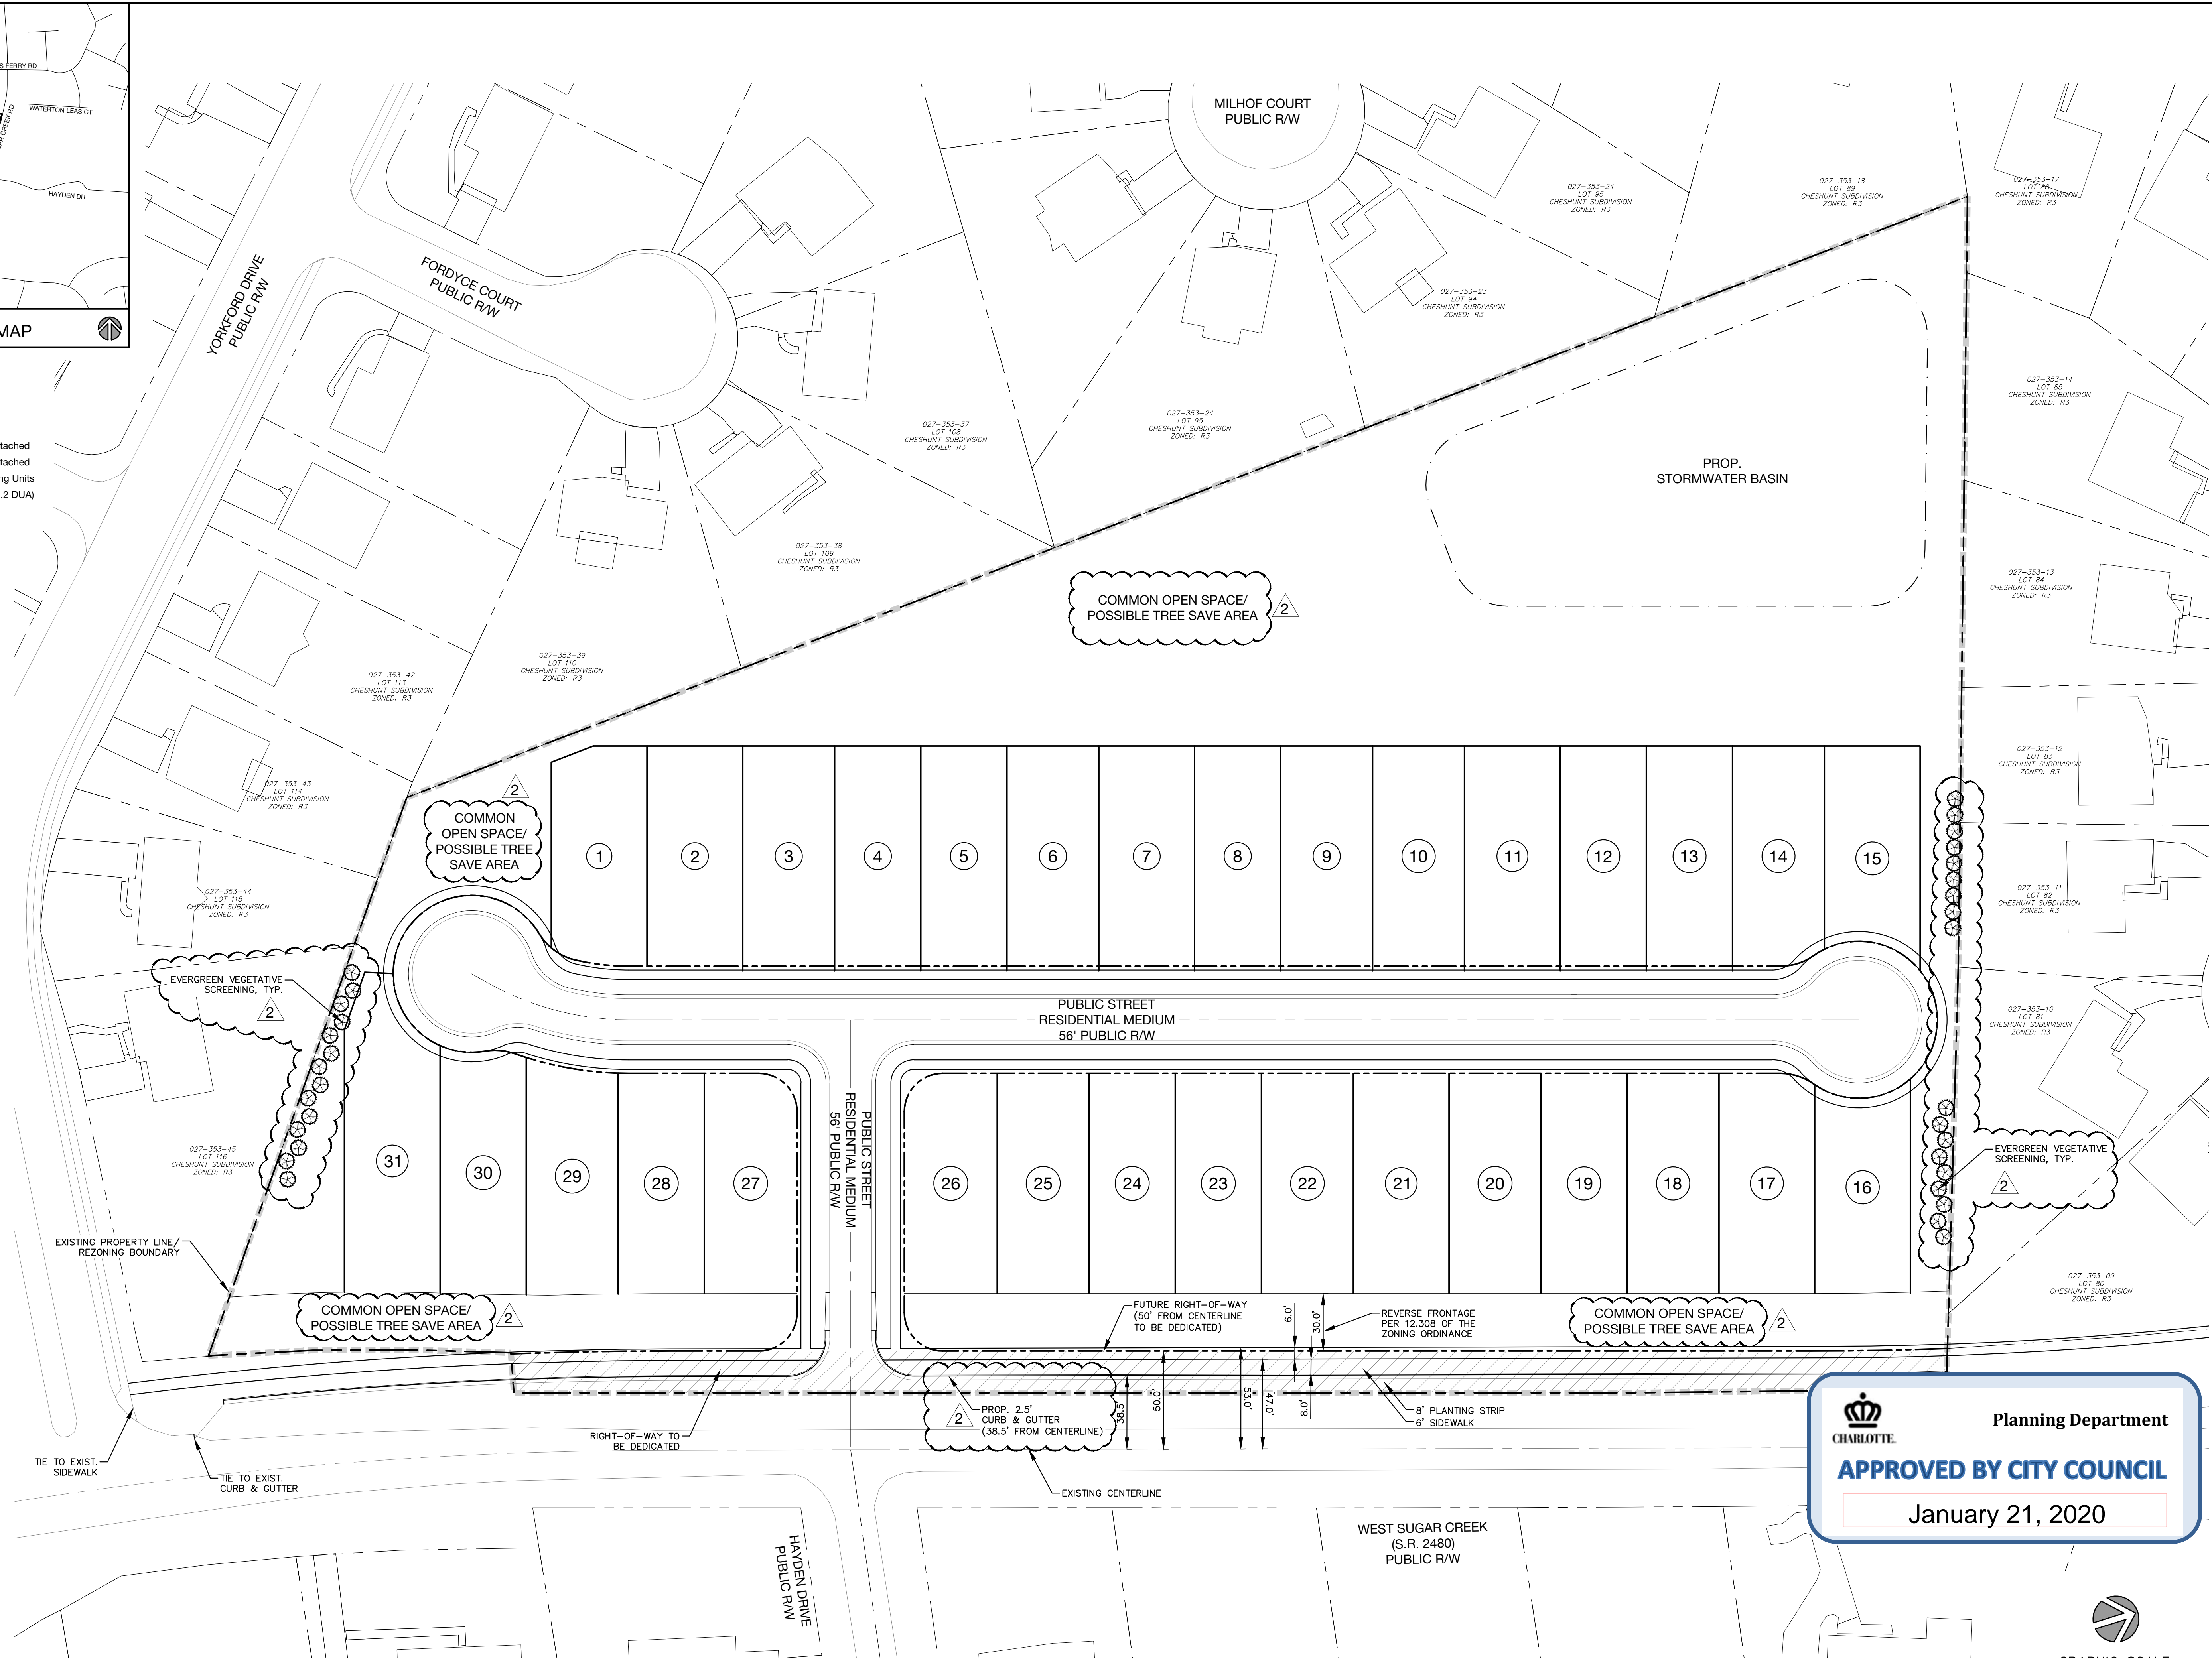 S FERRY RD
WATERTON LEAS CT
CREEK RD
HAYDEN DR
MAP
tached
tached
ng Units
.2 DUA)
YORKFORD DRIVE
PUBLIC R/W
FORDYCE COURT
PUBLIC R/W
MILHOF COURT
PUBLIC R/W
027-353-24
LOT 95
CHESHUNT SUBDIVISION
ZONED: R3
027-353-18
LOT 89
CHESHUNT SUBDIVISION
ZONED: R3
027-353-17
LOT 88
CHESHUNT SUBDIVISION
ZONED: R3
027-353-23
LOT 94
CHESHUNT SUBDIVISION
ZONED: R3
027-353-14
LOT 85
CHESHUNT SUBDIVISION
ZONED: R3
027-353-37
LOT 108
CHESHUNT SUBDIVISION
ZONED: R3
027-353-24
LOT 95
CHESHUNT SUBDIVISION
ZONED: R3
PROP.
STORMWATER BASIN
027-353-38
LOT 109
CHESHUNT SUBDIVISION
ZONED: R3
027-353-13
LOT 84
CHESHUNT SUBDIVISION
ZONED: R3
COMMON OPEN SPACE/
POSSIBLE TREE SAVE AREA
2
027-353-39
LOT 110
CHESHUNT SUBDIVISION
ZONED: R3
027-353-42
LOT 113
CHESHUNT SUBDIVISION
ZONED: R3
027-353-12
LOT 83
CHESHUNT SUBDIVISION
ZONED: R3
027-353-43
LOT 114
CHESHUNT SUBDIVISION
ZONED: R3
2
COMMON
OPEN SPACE/
POSSIBLE TREE
SAVE AREA
1
2
3
4
5
6
7
8
9
10
11
12
13
14
15
027-353-44
LOT 115
CHESHUNT SUBDIVISION
ZONED: R3
027-353-11
LOT 82
CHESHUNT SUBDIVISION
ZONED: R3
EVERGREEN VEGETATIVE
SCREENING, TYP.
2
PUBLIC STREET
RESIDENTIAL MEDIUM
56' PUBLIC R/W
027-353-10
LOT 81
CHESHUNT SUBDIVISION
ZONED: R3
PUBLIC STREET
RESIDENTIAL MEDIUM
56' PUBLIC R/W
027-353-45
LOT 116
CHESHUNT SUBDIVISION
ZONED: R3
31
30
29
28
27
26
25
24
23
22
21
20
19
18
17
16
EVERGREEN VEGETATIVE
SCREENING, TYP.
2
EXISTING PROPERTY LINE/
REZONING BOUNDARY
027-353-09
LOT 80
CHESHUNT SUBDIVISION
ZONED: R3
COMMON OPEN SPACE/
POSSIBLE TREE SAVE AREA
2
FUTURE RIGHT-OF-WAY
(50' FROM CENTERLINE
TO BE DEDICATED)
6.0'
30.0'
REVERSE FRONTAGE
PER 12.308 OF THE
ZONING ORDINANCE
COMMON OPEN SPACE/
POSSIBLE TREE SAVE AREA
2
2
PROP. 2.5'
CURB & GUTTER
(38.5' FROM CENTERLINE)
38.5'
50.0'
53.0'
47.0'
8.0'
8' PLANTING STRIP
6' SIDEWALK
RIGHT-OF-WAY TO
BE DEDICATED
TIE TO EXIST.
SIDEWALK
TIE TO EXIST.
CURB & GUTTER
EXISTING CENTERLINE
HAYDEN DRIVE
PUBLIC R/W
WEST SUGAR CREEK
(S.R. 2480)
PUBLIC R/W
CHARLOTTE.
Planning Department
APPROVED BY CITY COUNCIL
January 21, 2020